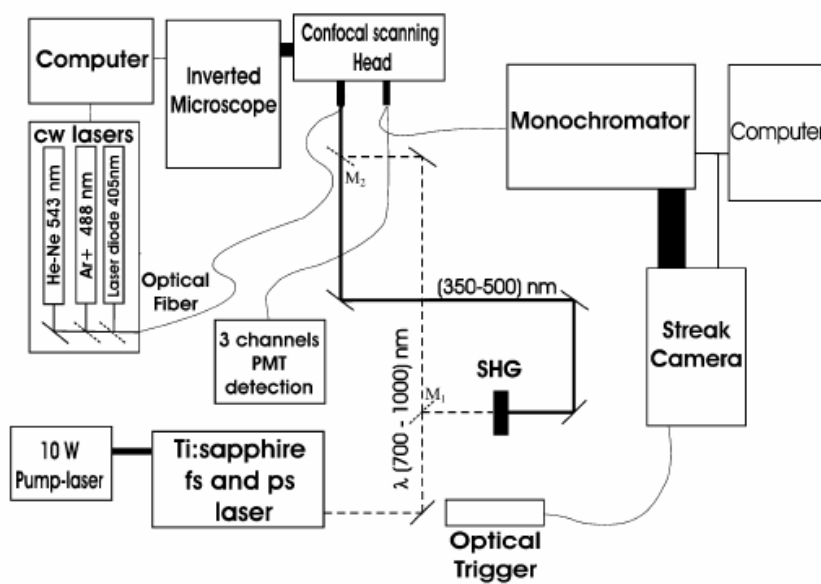 Computer
Inverted
Microscope
Confocal scanning
Head
Monochromator
Computer
cw lasers
He-Ne 543 nm
Ar+ 488 nm
Laser diode 405nm
Optical
Fiber
M2
3 channels
PMT
detection
(350-500) nm
SHG
M1
λ (700 - 1000) nm
Streak
Camera
10 W
Pump-laser
Ti:sapphire
fs and ps
laser
Optical
Trigger